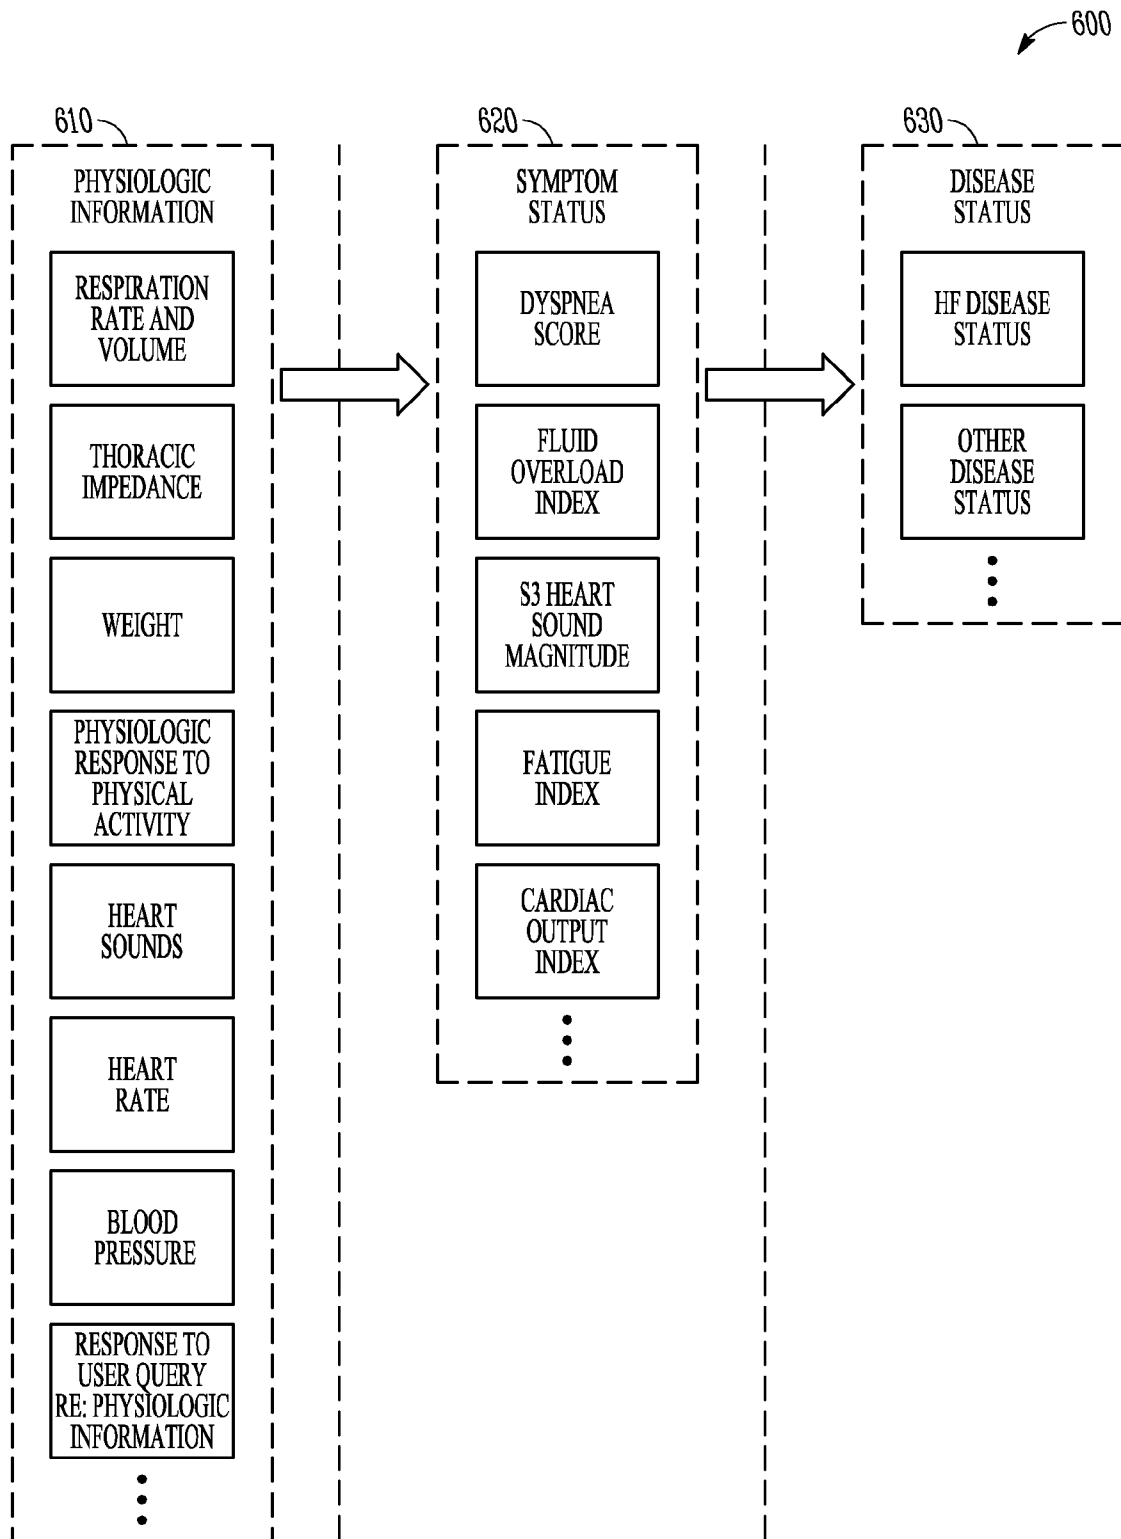 600
610
PHYSIOLOGIC
INFORMATION
RESPIRATION
RATE AND
VOLUME
THORACIC
IMPEDANCE
WEIGHT
PHYSIOLOGIC
RESPONSE TO
PHYSICAL
ACTIVITY
HEART
SOUNDS
HEART
RATE
BLOOD
PRESSURE
RESPONSE TO
USER QUERY
RE: PHYSIOLOGIC
INFORMATION
620
SYMPTOM
STATUS
DYSPNEA
SCORE
FLUID
OVERLOAD
INDEX
S3 HEART
SOUND
MAGNITUDE
FATIGUE
INDEX
CARDIAC
OUTPUT
INDEX
630
DISEASE
STATUS
HF DISEASE
STATUS
OTHER
DISEASE
STATUS